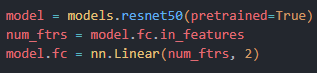 model = models.resnet50(pretrained=True)
num_ftrs = model.fc.in_features
model.fc = nn.Linear(num_ftrs, 2)